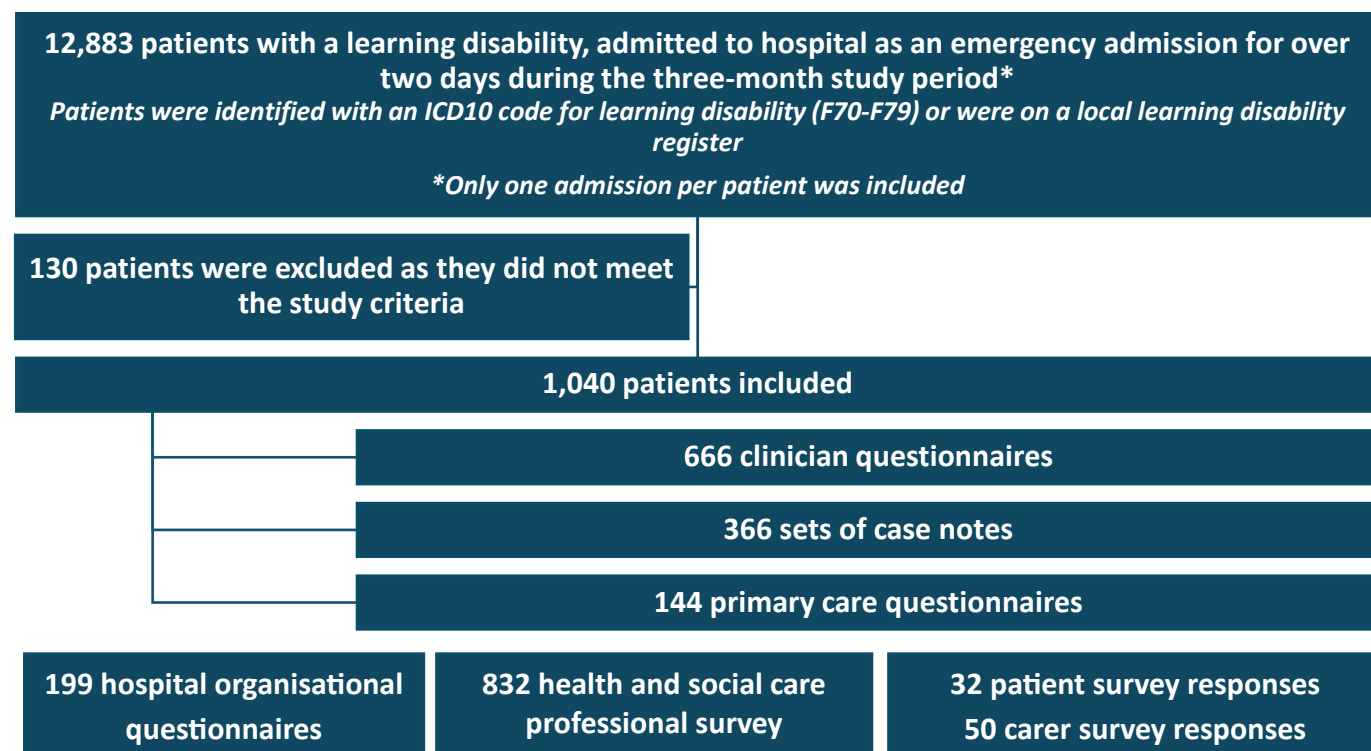 12,883 patients with a learning disability, admitted to hospital as an emergency admission for over
two days during the three-month study period*
Patients were identified with an ICD10 code for learning disability (F70-F79) or were on a local learning disability
register
*Only one admission per patient was included
130 patients were excluded as they did not meet
the study criteria
1,040 patients included
666 clinician questionnaires
366 sets of case notes
144 primary care questionnaires
199 hospital organisational
questionnaires
832 health and social care
professional survey
32 patient survey responses
50 carer survey responses